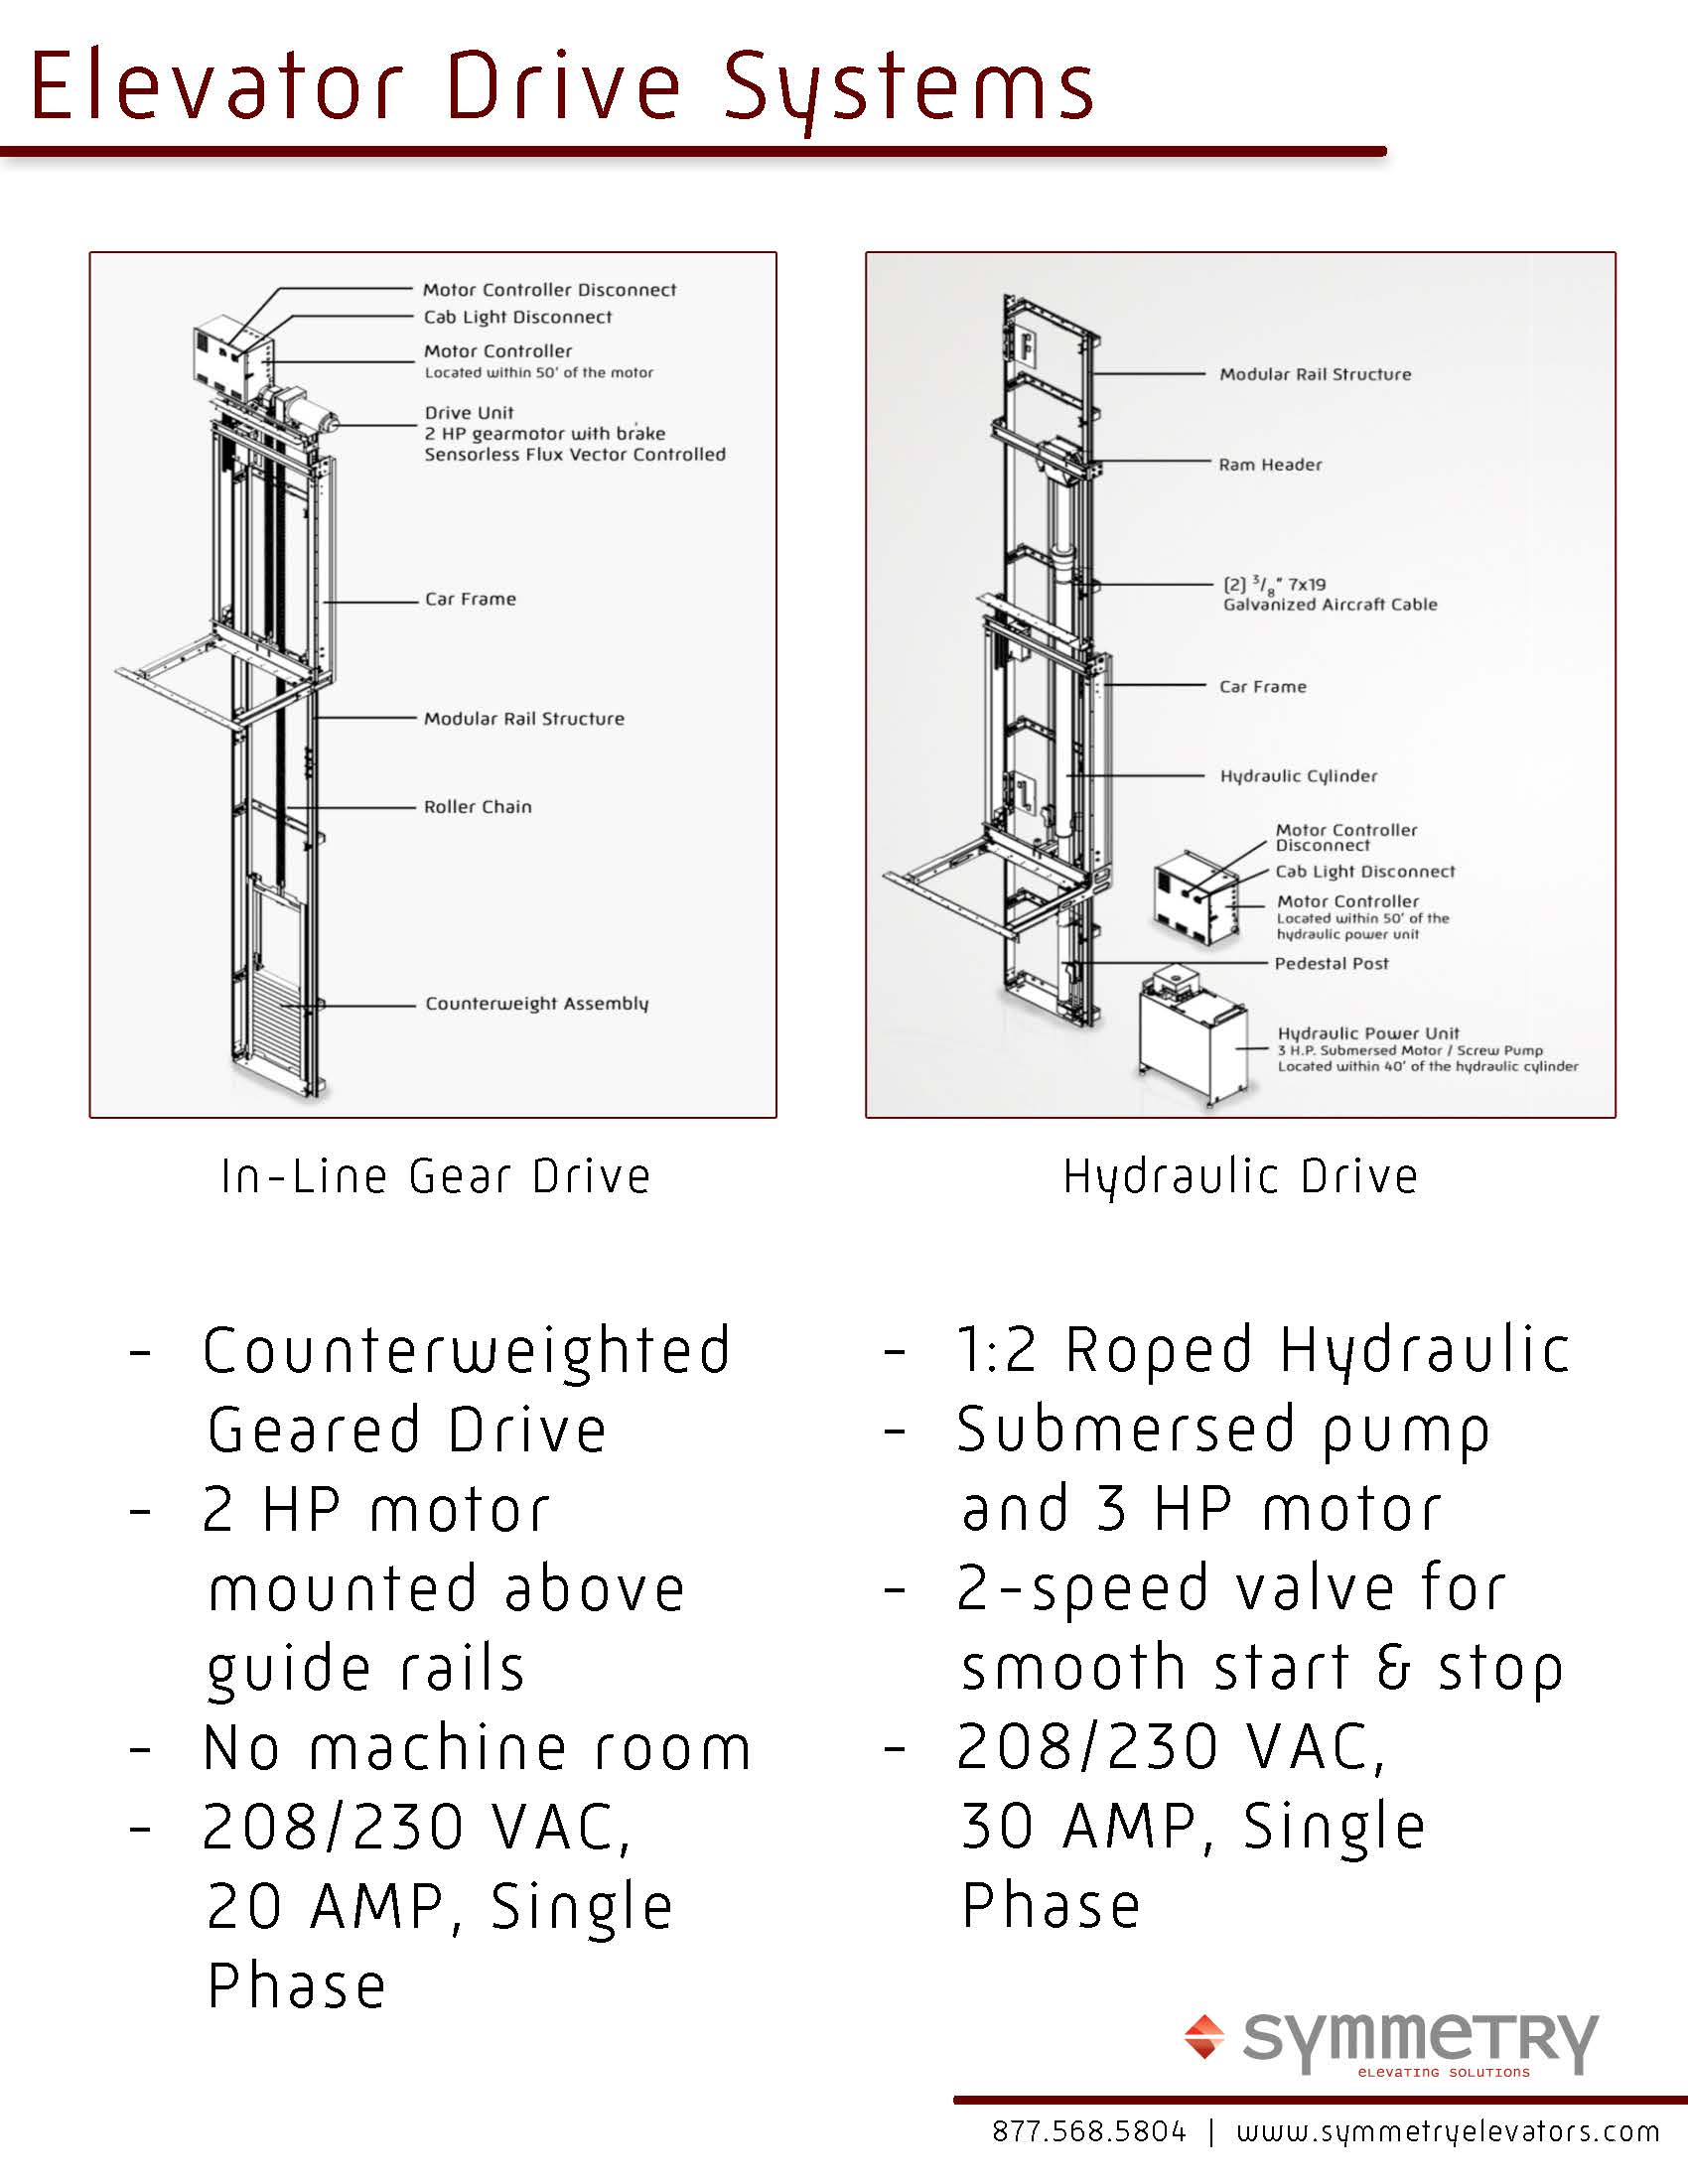 Elevator Drive Systems
Motor Controller Disconnect
Cab Light Disconnect
Motor Controller
Located within 50' of the motor
Drive Unit
2 HP gearmotor with brake
Sensorless Flux Vector Controlled
Car Frame
Modular Rail Structure
Roller Chain
Counterweight Assembly
Modular Rail Structure
Ram Header
(2) 3/8" 7x19
Galvanized Aircraft Cable
Car Frame
Hydraulic Cylinder
Motor Controller
Disconnect
Cab Light Disconnect
Motor Controller
Located within 50' of the
hydraulic power unit
Pedestal Post
Hydraulic Power Unit
3 H.P. Submersed Motor / Screw Pump
Located within 40' of the hydraulic cylinder
In-Line Gear Drive
Hydraulic Drive
- Counterweighted
Geared Drive
- 2 HP motor
mounted above
guide rails
- No machine room
- 208/230 VAC,
20 AMP, Single
Phase
- 1:2 Roped Hydraulic
- Submersed pump
and 3 HP motor
- 2-speed valve for
smooth start & stop
- 208/230 VAC,
30 AMP, Single
Phase
SYMMETRY
ELEVATING SOLUTIONS
877.568.5804 | www.symmetryelevators.com